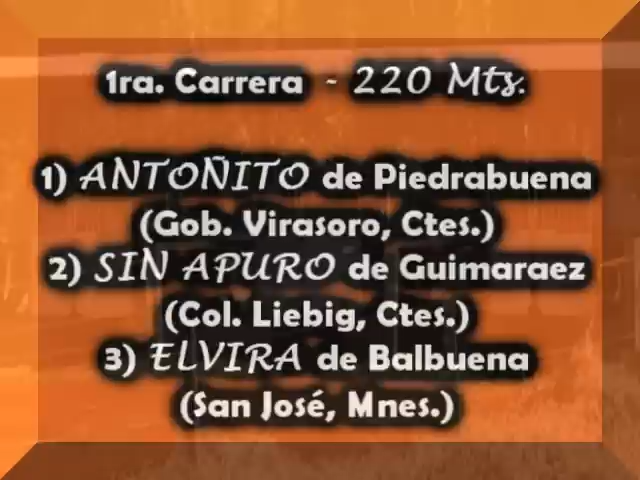 1ra. Carrera - 220 Mts.
1) ANTOÑITO de Piedrabuena
(Gob. Virasoro, Ctes.)
2) SIN APURO de Guimaraez
(Col. Liebig, Ctes.)
3) ELVIRA de Balbuena
(San José, Mnes.)